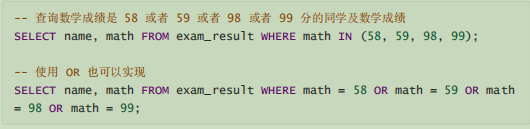 -- 查询数学成绩是 58 或者 59 或者 98 或者 99 分的同学及数学成绩
SELECT name, math FROM exam_result WHERE math IN (58, 59, 98, 99);
-- 使用 OR 也可以实现
SELECT name, math FROM exam_result WHERE math = 58 OR math = 59 OR math
= 98 OR math = 99;